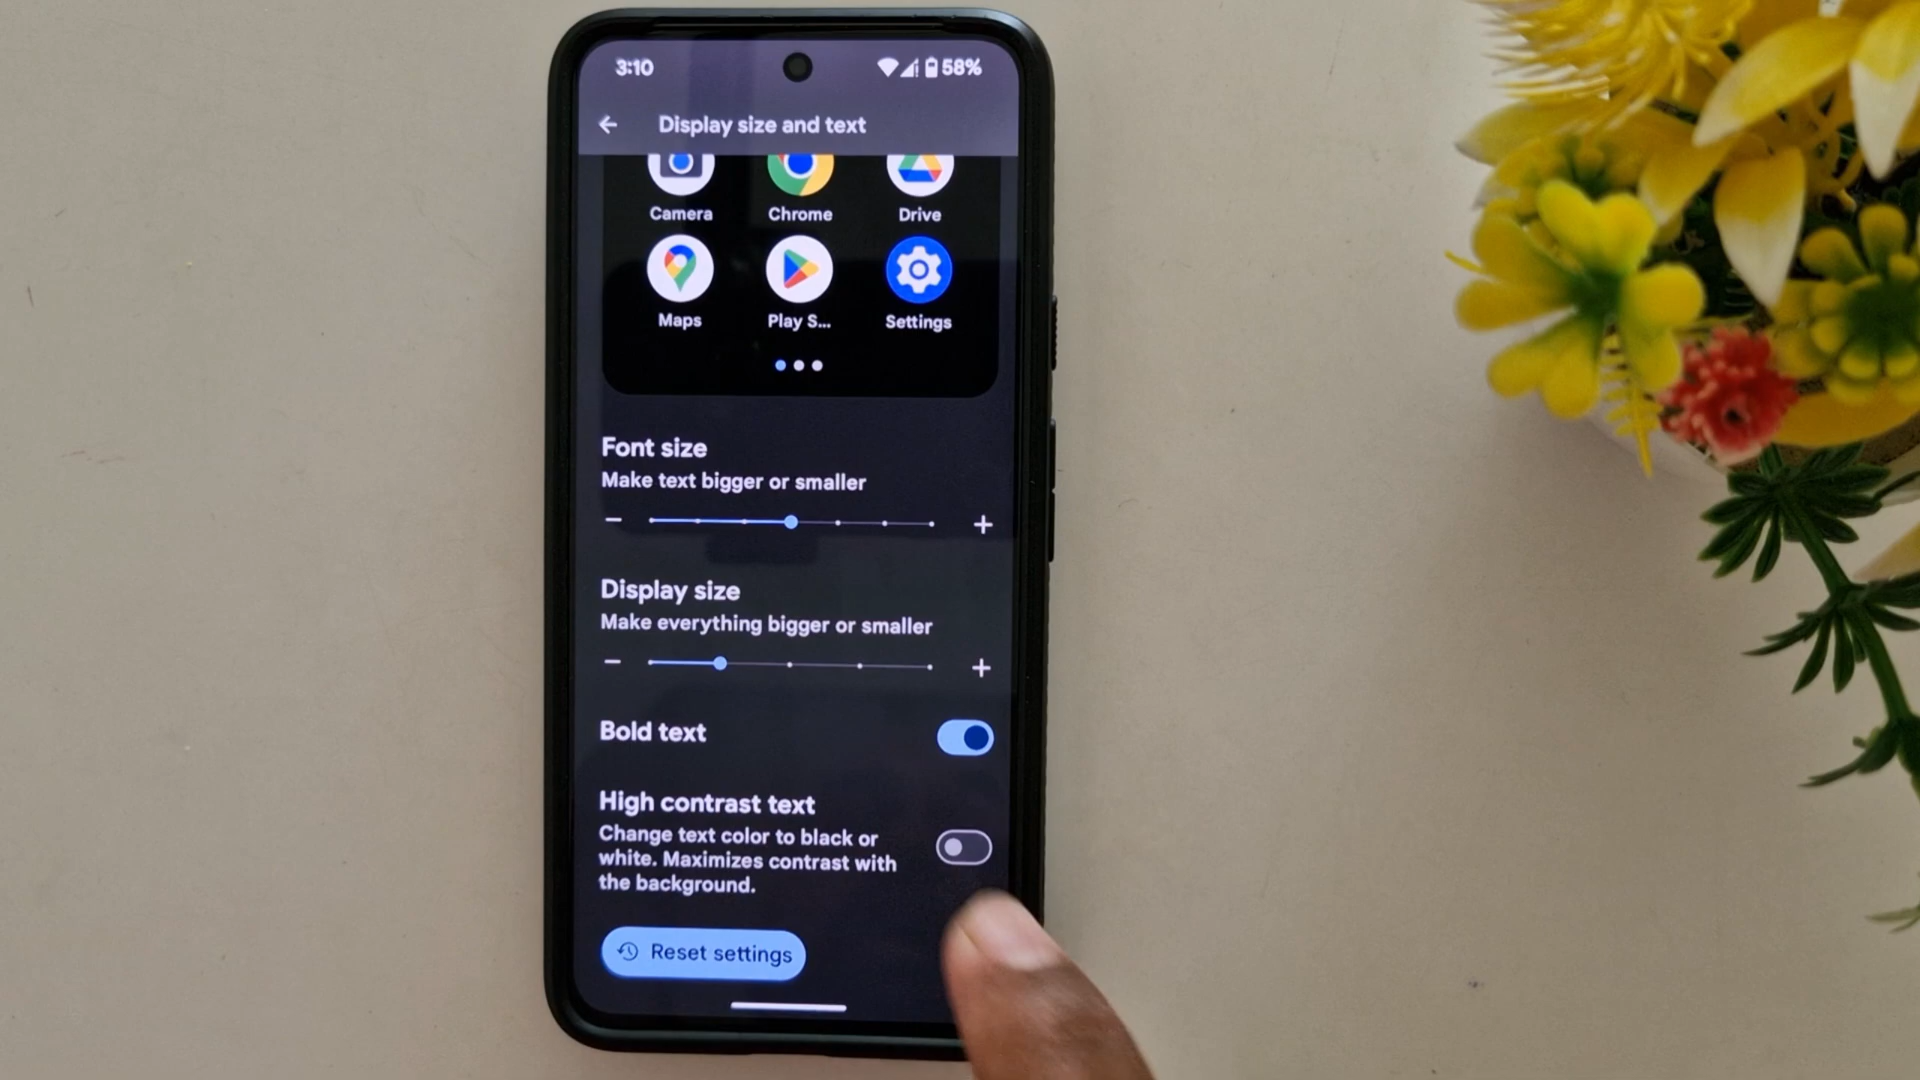 3:10 58%
Display size and text
Camera Chrome Drive
Maps Play S... Settings
Font size
Make text bigger or smaller
Display size
Make everything bigger or smaller
Bold text
High contrast text
Change text color to black or
white. Maximizes contrast with
the background.
Reset settings